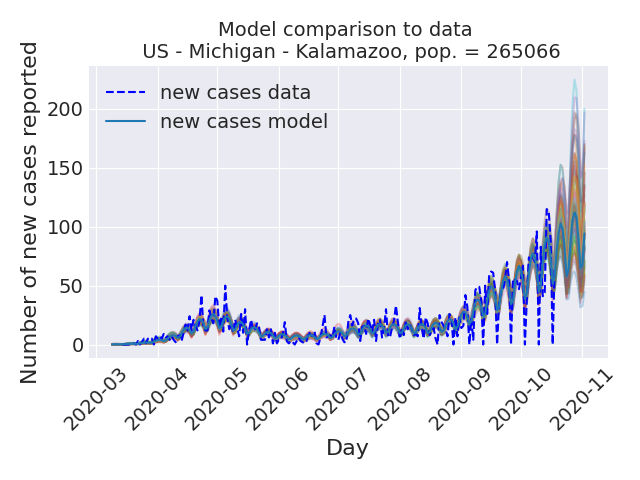 Model comparison to data
US - Michigan - Kalamazoo, pop. = 265066
Number of new cases reported
200
150
100
50
0
new cases data
new cases model
2020-03
2020-04
2020-05
2020-06
2020-07
2020-08
2020-09
2020-10
2020-11
Day